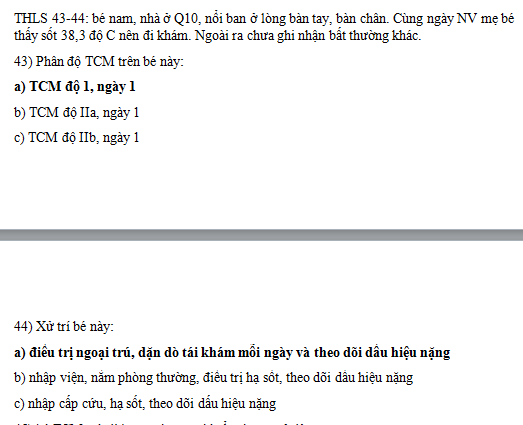 THLS 43-44: bé nam, nhà ở Q10, nổi ban ở lòng bàn tay, bàn chân. Cùng ngày NV mẹ bé
thấy sốt 38,3 độ C nên đi khám. Ngoài ra chưa ghi nhận bất thường khác.
43) Phân độ TCM trên bé này:
a) TCM độ 1, ngày 1
b) TCM độ IIa, ngày 1
c) TCM độ IIb, ngày 1
44) Xử trí bé này:
a) điều trị ngoại trú, dặn dò tái khám mỗi ngày và theo dõi dấu hiệu nặng
b) nhập viện, nằm phòng thường, điều trị hạ sốt, theo dõi dấu hiệu nặng
c) nhập cấp cứu, hạ sốt, theo dõi dấu hiệu nặng